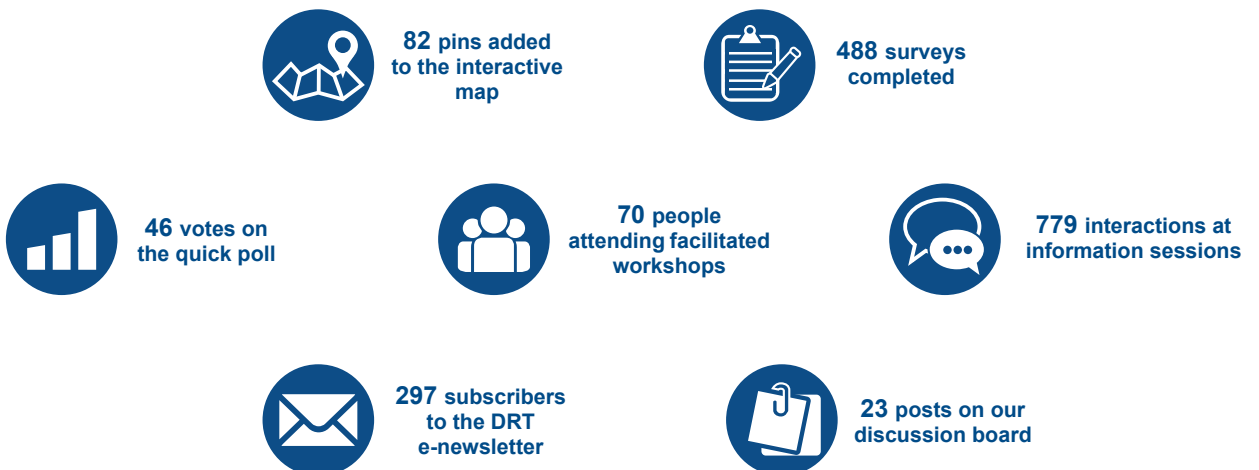 82 pins added
to the interactive
map
488 surveys
completed
46 votes on
the quick poll
70 people
attending facilitated
workshops
779 interactions at
information sessions
297 subscribers
to the DRT
e-newsletter
23 posts on our
discussion board